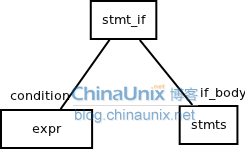 stmt_if
condition
if_body
ChinaUnix 博客
blog.chinaunix.net
expr
stmts